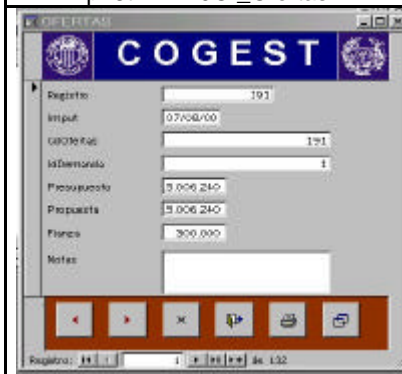 OFERTAS
COGEST
Registro 191
Imput 07/08/00
191
IdDemanda 1
Presupuesto 5.006.240
Propuesta 5.006.240
Fianza 300.000
Notas
Registro: 1 de 132